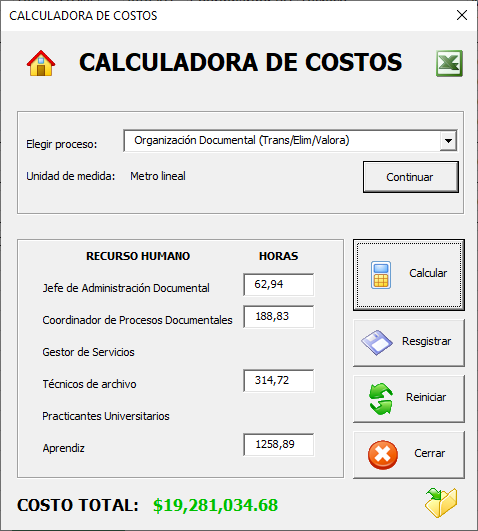 CALCULADORA DE COSTOS
CALCULADORA DE COSTOS
Elegir proceso: Organización Documental (Trans/Elim/Valora)
Unidad de medida: Metro lineal
Continuar
RECURSO HUMANO HORAS
Jefe de Administración Documental 62,94
Coordinador de Procesos Documentales 188,83
Gestor de Servicios
Técnicos de archivo 314,72
Practicantes Universitarios
Aprendiz 1258,89
Calcular
Resgistrar
Reiniciar
Cerrar
COSTO TOTAL: $19,281,034.68